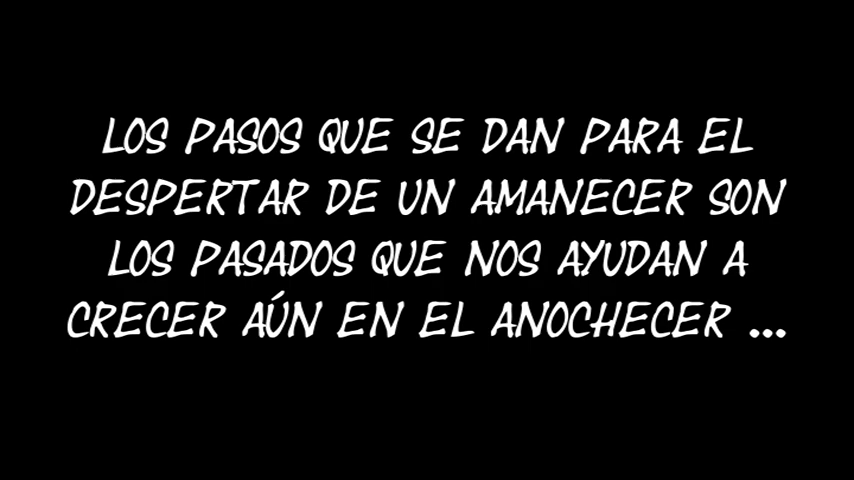 LOS PASOS QUE SE DAN PARA EL
DESPERTAR DE UN AMANECER SON
LOS PASADOS QUE NOS AYUDAN A
CRECER AÚN EN EL ANOCHECER ...